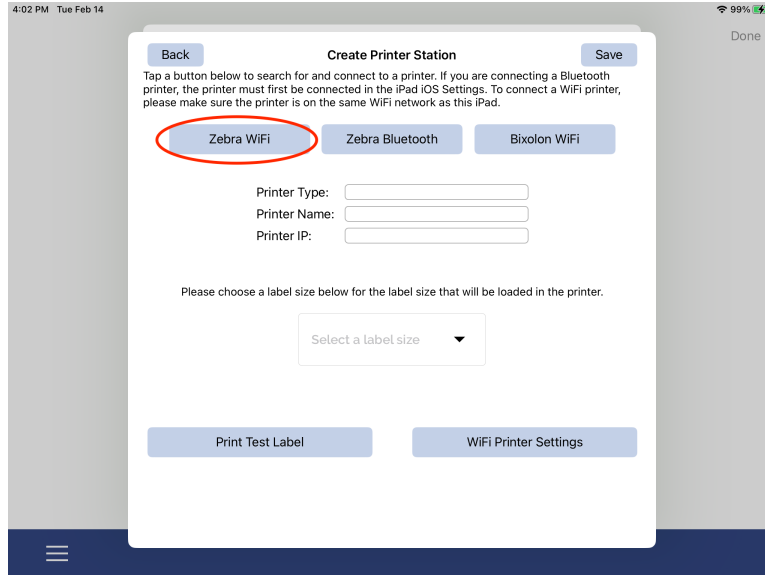 4:02 PM Tue Feb 14
99%
Done
Back
Create Printer Station
Save
Tap a button below to search for and connect to a printer. If you are connecting a Bluetooth
printer, the printer must first be connected in the iPad iOS Settings. To connect a WiFi printer,
please make sure the printer is on the same WiFi network as this iPad.
Zebra WiFi
Zebra Bluetooth
Bixolon WiFi
Printer Type:
Printer Name:
Printer IP:
Please choose a label size below for the label size that will be loaded in the printer.
Select a label size
Print Test Label
WiFi Printer Settings